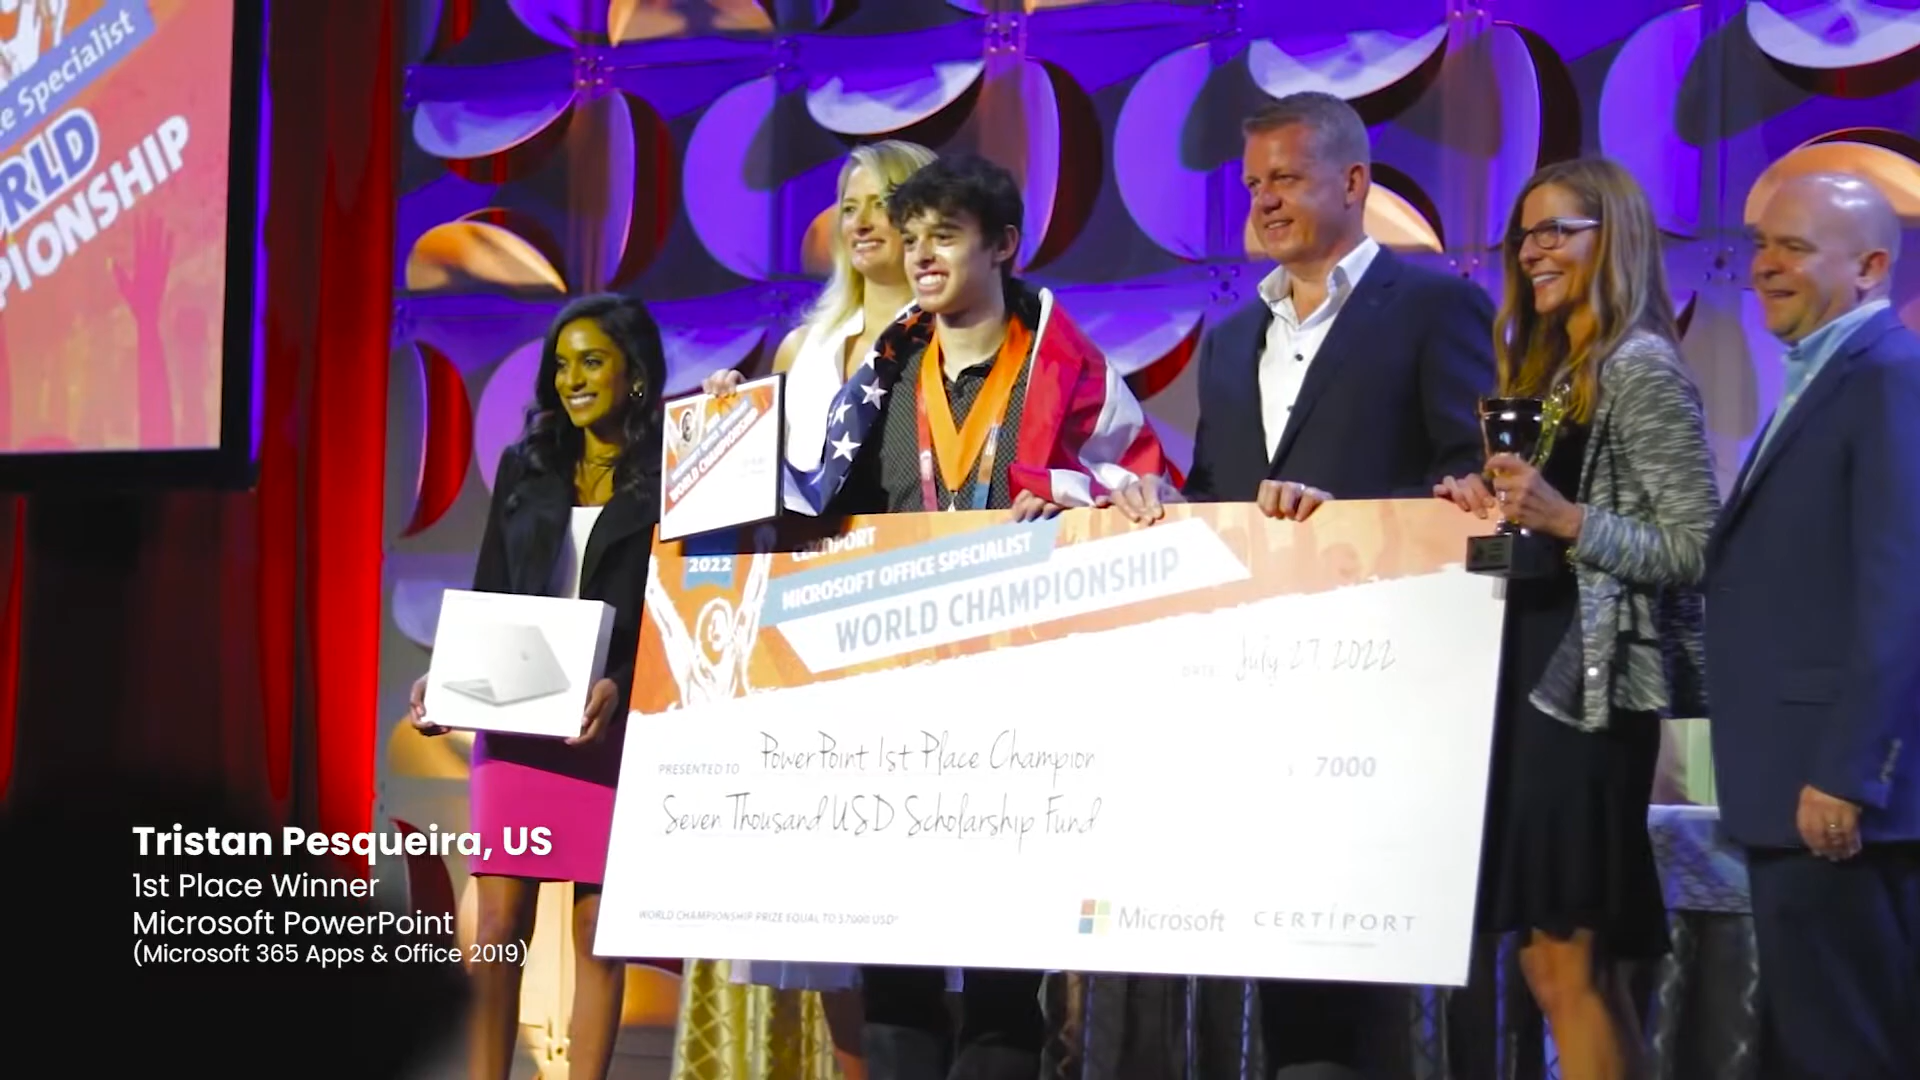 e Specialist
RLD
PIONSHIP
WORLD CHAMPIONSHIP
2022
CERTIPORT
MICROSOFT OFFICE SPECIALIST
WORLD CHAMPIONSHIP
DATE July 27, 2022
PRESENTED TO PowerPoint 1st Place Champion
$ 7000
Seven Thousand USD Scholarship Fund
WORLD CHAMPIONSHIP PRIZE EQUAL TO $7000 USD*
Microsoft CERTIPORT
Tristan Pesqueira, US
1st Place Winner
Microsoft PowerPoint
(Microsoft 365 Apps & Office 2019)